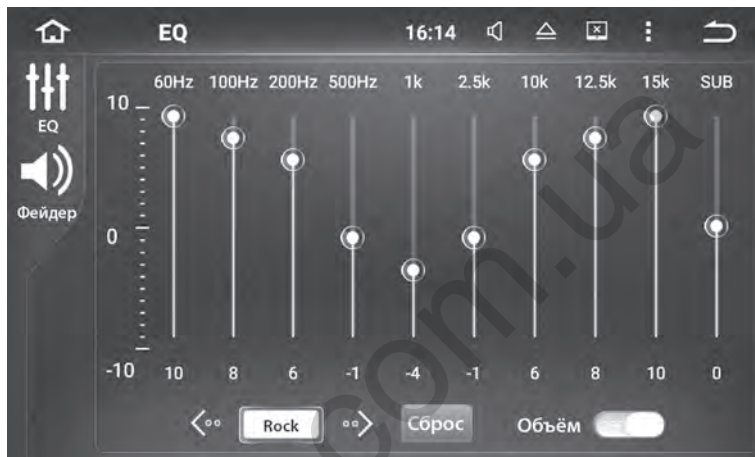 EQ 16:14
EQ
Фейдер
60Hz 100Hz 200Hz 500Hz 1k 2.5k 10k 12.5k 15k SUB
10
0
-10
10 8 6 -1 -4 -1 6 8 10 0
Rock Сброс Объём
com.ua